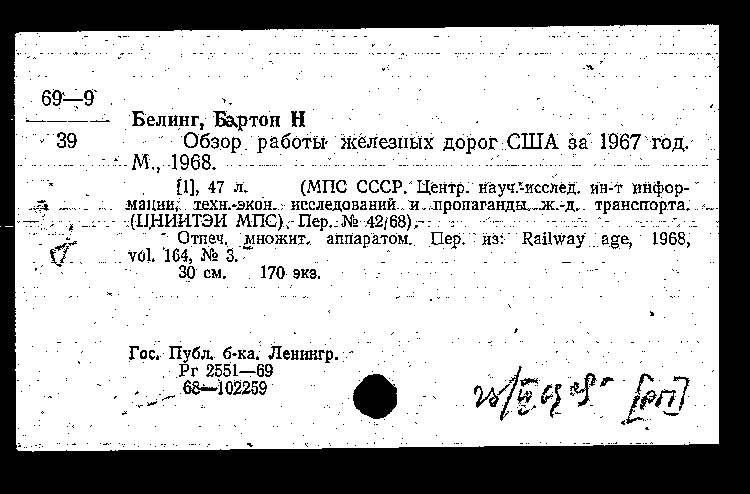 69—9
39
Белинг, Бартон Н
Обзор работы железных дорог США за 1967 год.
М., 1968.
[1], 47 л. (МПС СССР. Центр. науч.-исслед. ин-т инфор-
мации, техн.-экон. исследований и пропаганды ж.-д. транспорта.
(ЦНИИТЭИ МПС). Пер. № 42/68).
Отпеч. множит. аппаратом. Пер. из: Railway age, 1968,
vol. 164, № 3.
30 см. 170 экз.
Гос. Публ. б-ка. Ленингр.
Рг 2551—69
68—102259